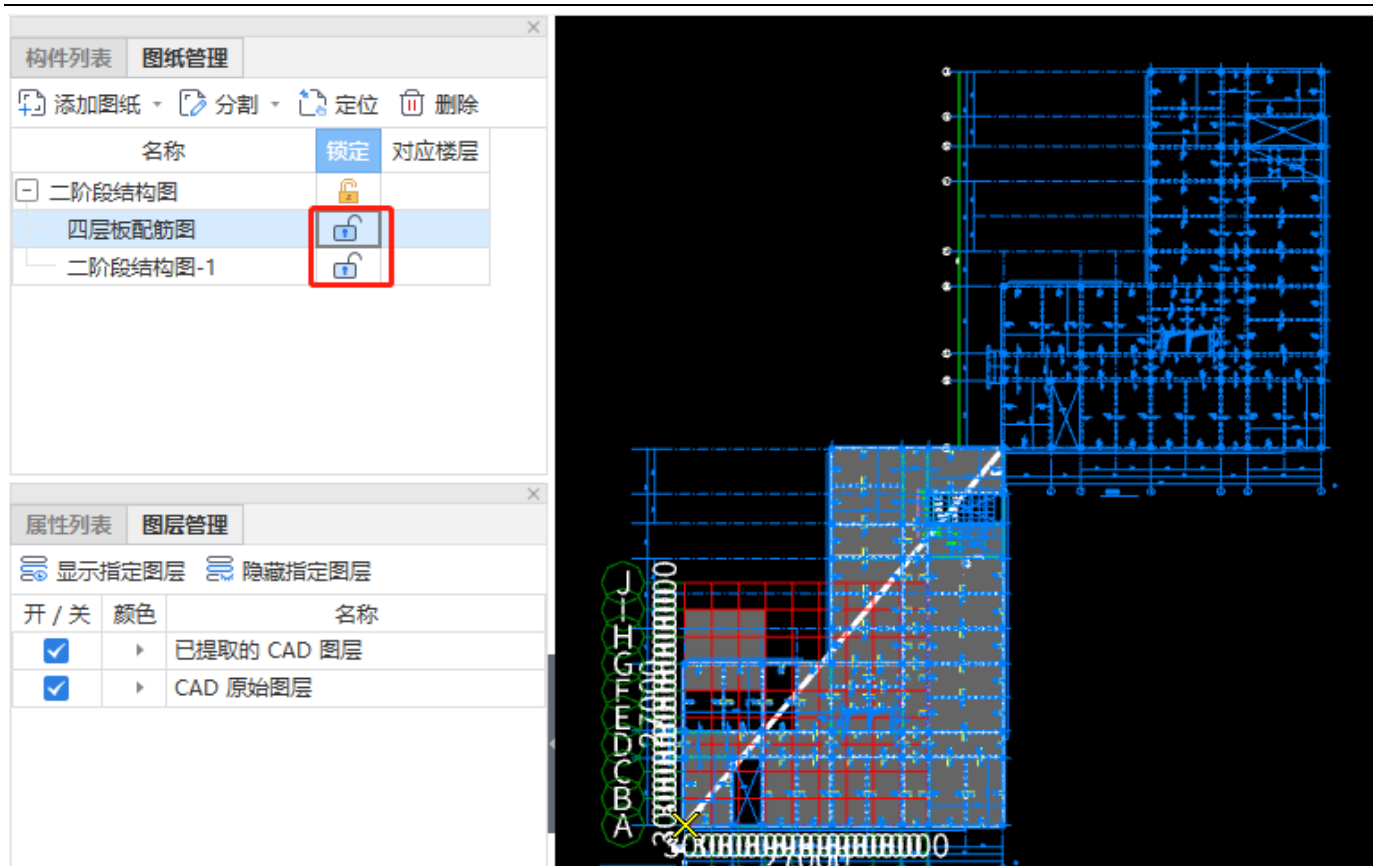 构件列表 图纸管理
添加图纸 分割 定位 删除
名称 锁定 对应楼层
二阶段结构图
四层板配筋图
二阶段结构图-1
属性列表 图层管理
显示指定图层 隐藏指定图层
开 / 关 颜色 名称
已提取的 CAD 图层
CAD 原始图层
J
I
H
G
F
E
D
C
B
A